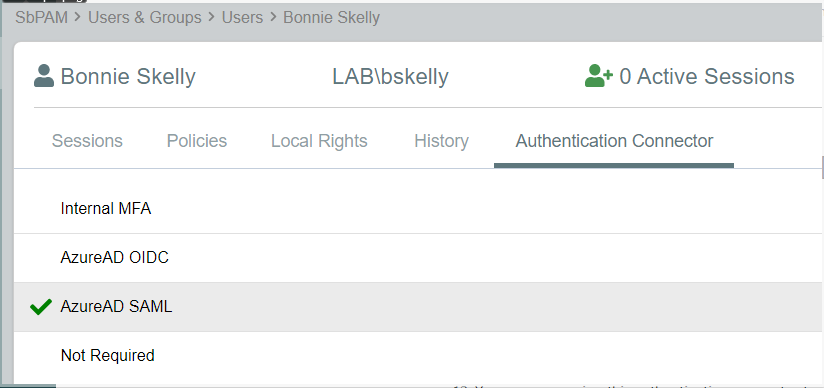 SbPAM > Users & Groups > Users > Bonnie Skelly
Bonnie Skelly LAB\bskelly 0 Active Sessions
Sessions Policies Local Rights History Authentication Connector
Internal MFA
AzureAD OIDC
AzureAD SAML
Not Required